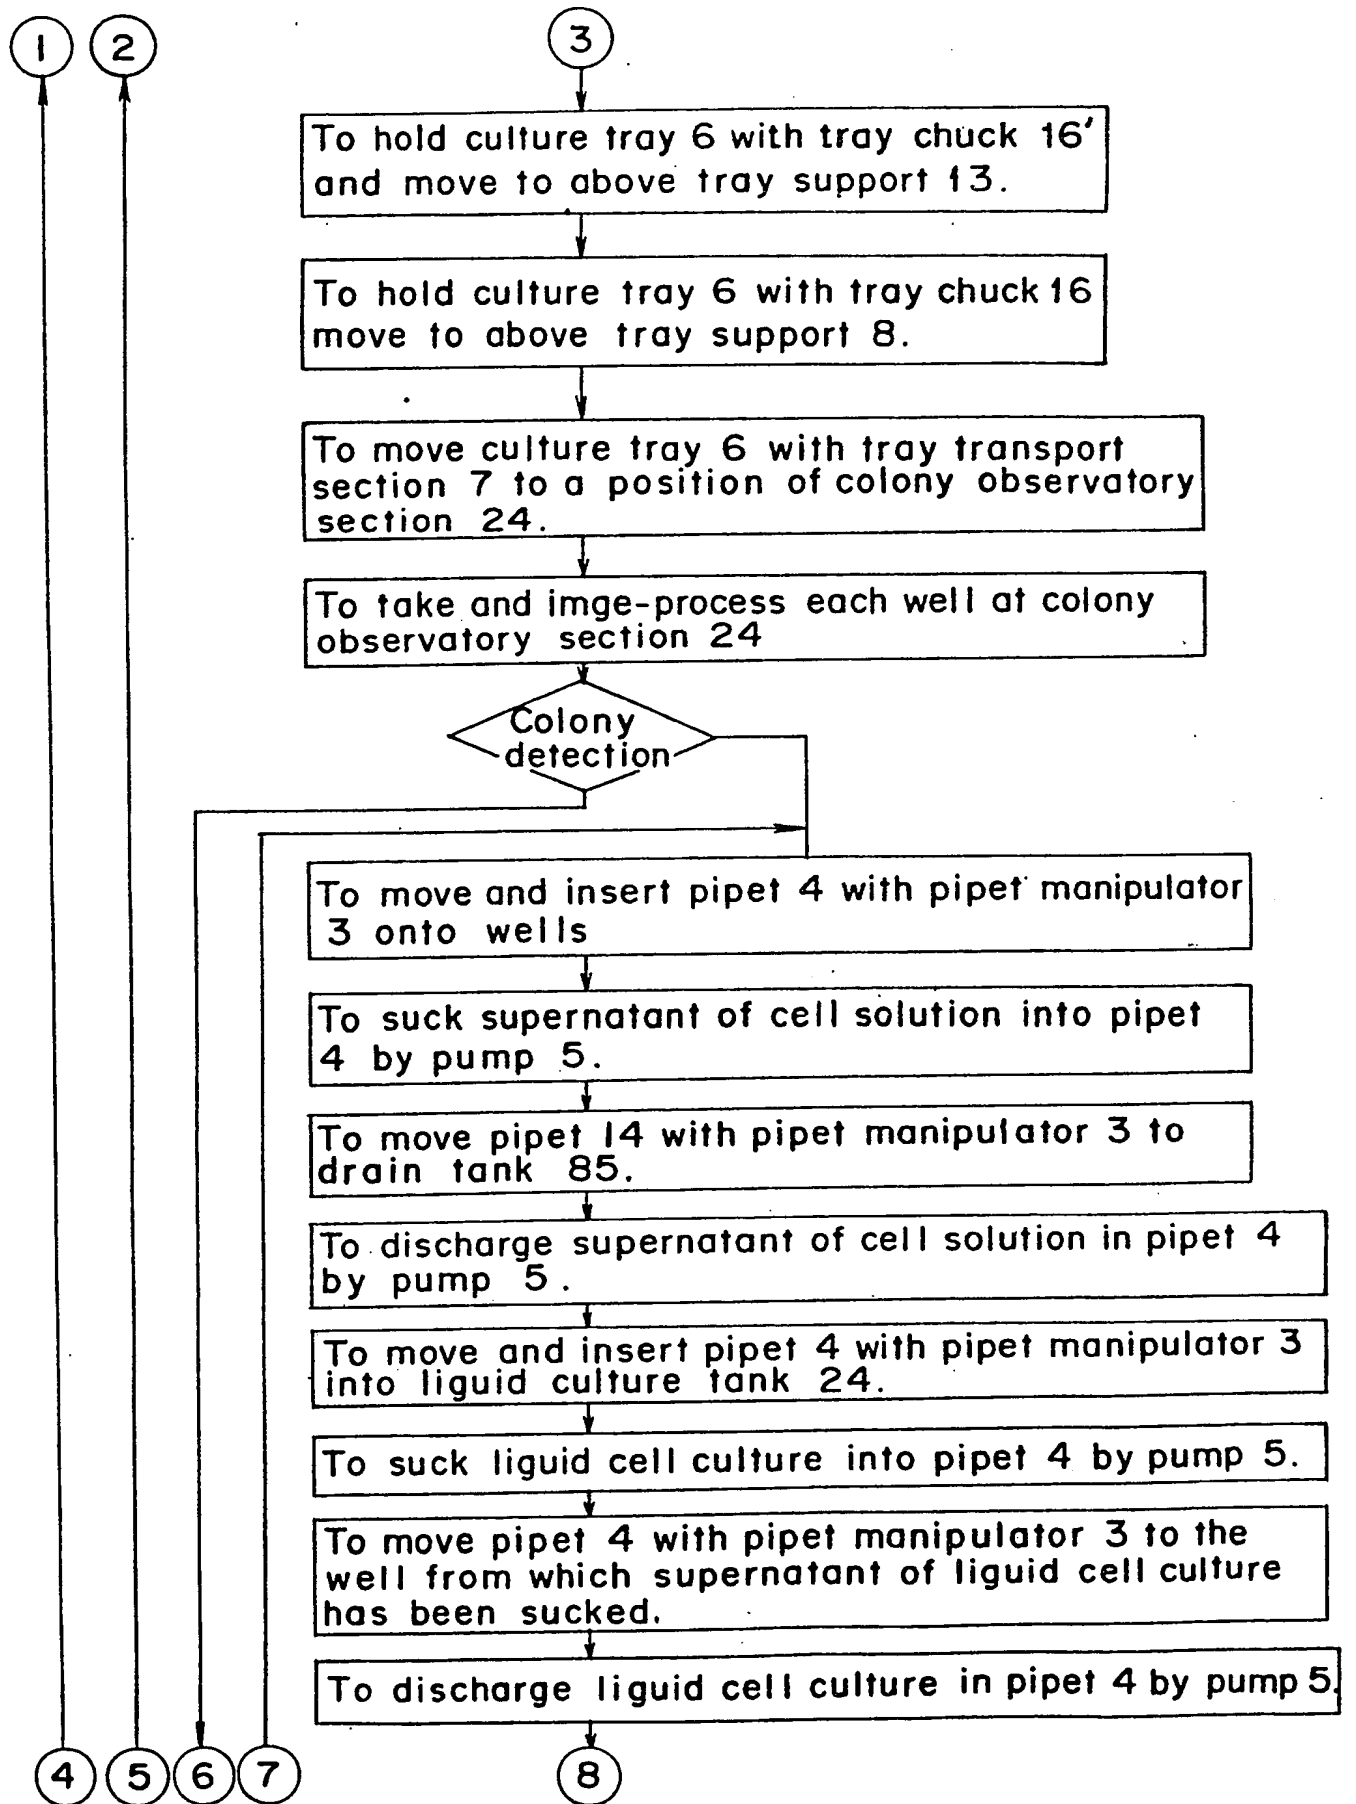 1 2 3
To hold culture tray 6 with tray chuck 16'
and move to above tray support 13.
To hold culture tray 6 with tray chuck 16
move to above tray support 8.
To move culture tray 6 with tray transport
section 7 to a position of colony observatory
section 24.
To take and imge-process each well at colony
observatory section 24
Colony
detection
To move and insert pipet 4 with pipet manipulator
3 onto wells
To suck supernatant of cell solution into pipet
4 by pump 5.
To move pipet 14 with pipet manipulator 3 to
drain tank 85.
To discharge supernatant of cell solution in pipet 4
by pump 5.
To move and insert pipet 4 with pipet manipulator 3
into liguid culture tank 24.
To suck liguid cell culture into pipet 4 by pump 5.
To move pipet 4 with pipet manipulator 3 to the
well from which supernatant of liguid cell culture
has been sucked.
To discharge liguid cell culture in pipet 4 by pump 5.
4 5 6 7 8